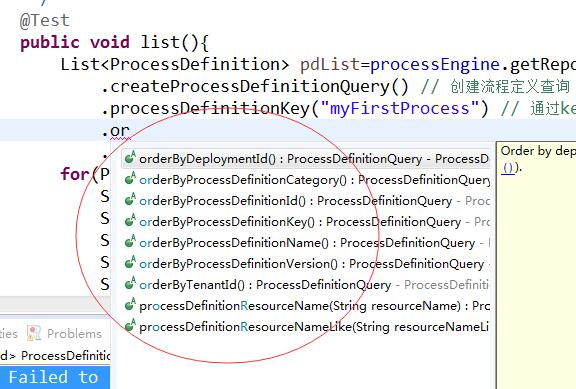 @Test
public void list(){
List<ProcessDefinition> pdList=processEngine.getRepo
.createProcessDefinitionQuery() // 创建流程定义查询
.processDefinitionKey("myFirstProcess") // 通过ke
.or
.
for(P
S
S
S
S
S
orderByDeploymentId() : ProcessDefinitionQuery - ProcessD
orderByProcessDefinitionCategory() : ProcessDefinitionQuery
orderByProcessDefinitionId() : ProcessDefinitionQuery - Proc
orderByProcessDefinitionKey() : ProcessDefinitionQuery - Pro
orderByProcessDefinitionName() : ProcessDefinitionQuery -
orderByProcessDefinitionVersion() : ProcessDefinitionQuery -
orderByTenantId() : ProcessDefinitionQuery - ProcessDefinit
processDefinitionResourceName(String resourceName) : Pro
processDefinitionResourceNameLike(String resourceNameLi
Order by dep
()).
ties Problems
d> ProcessDefinitio
Failed to